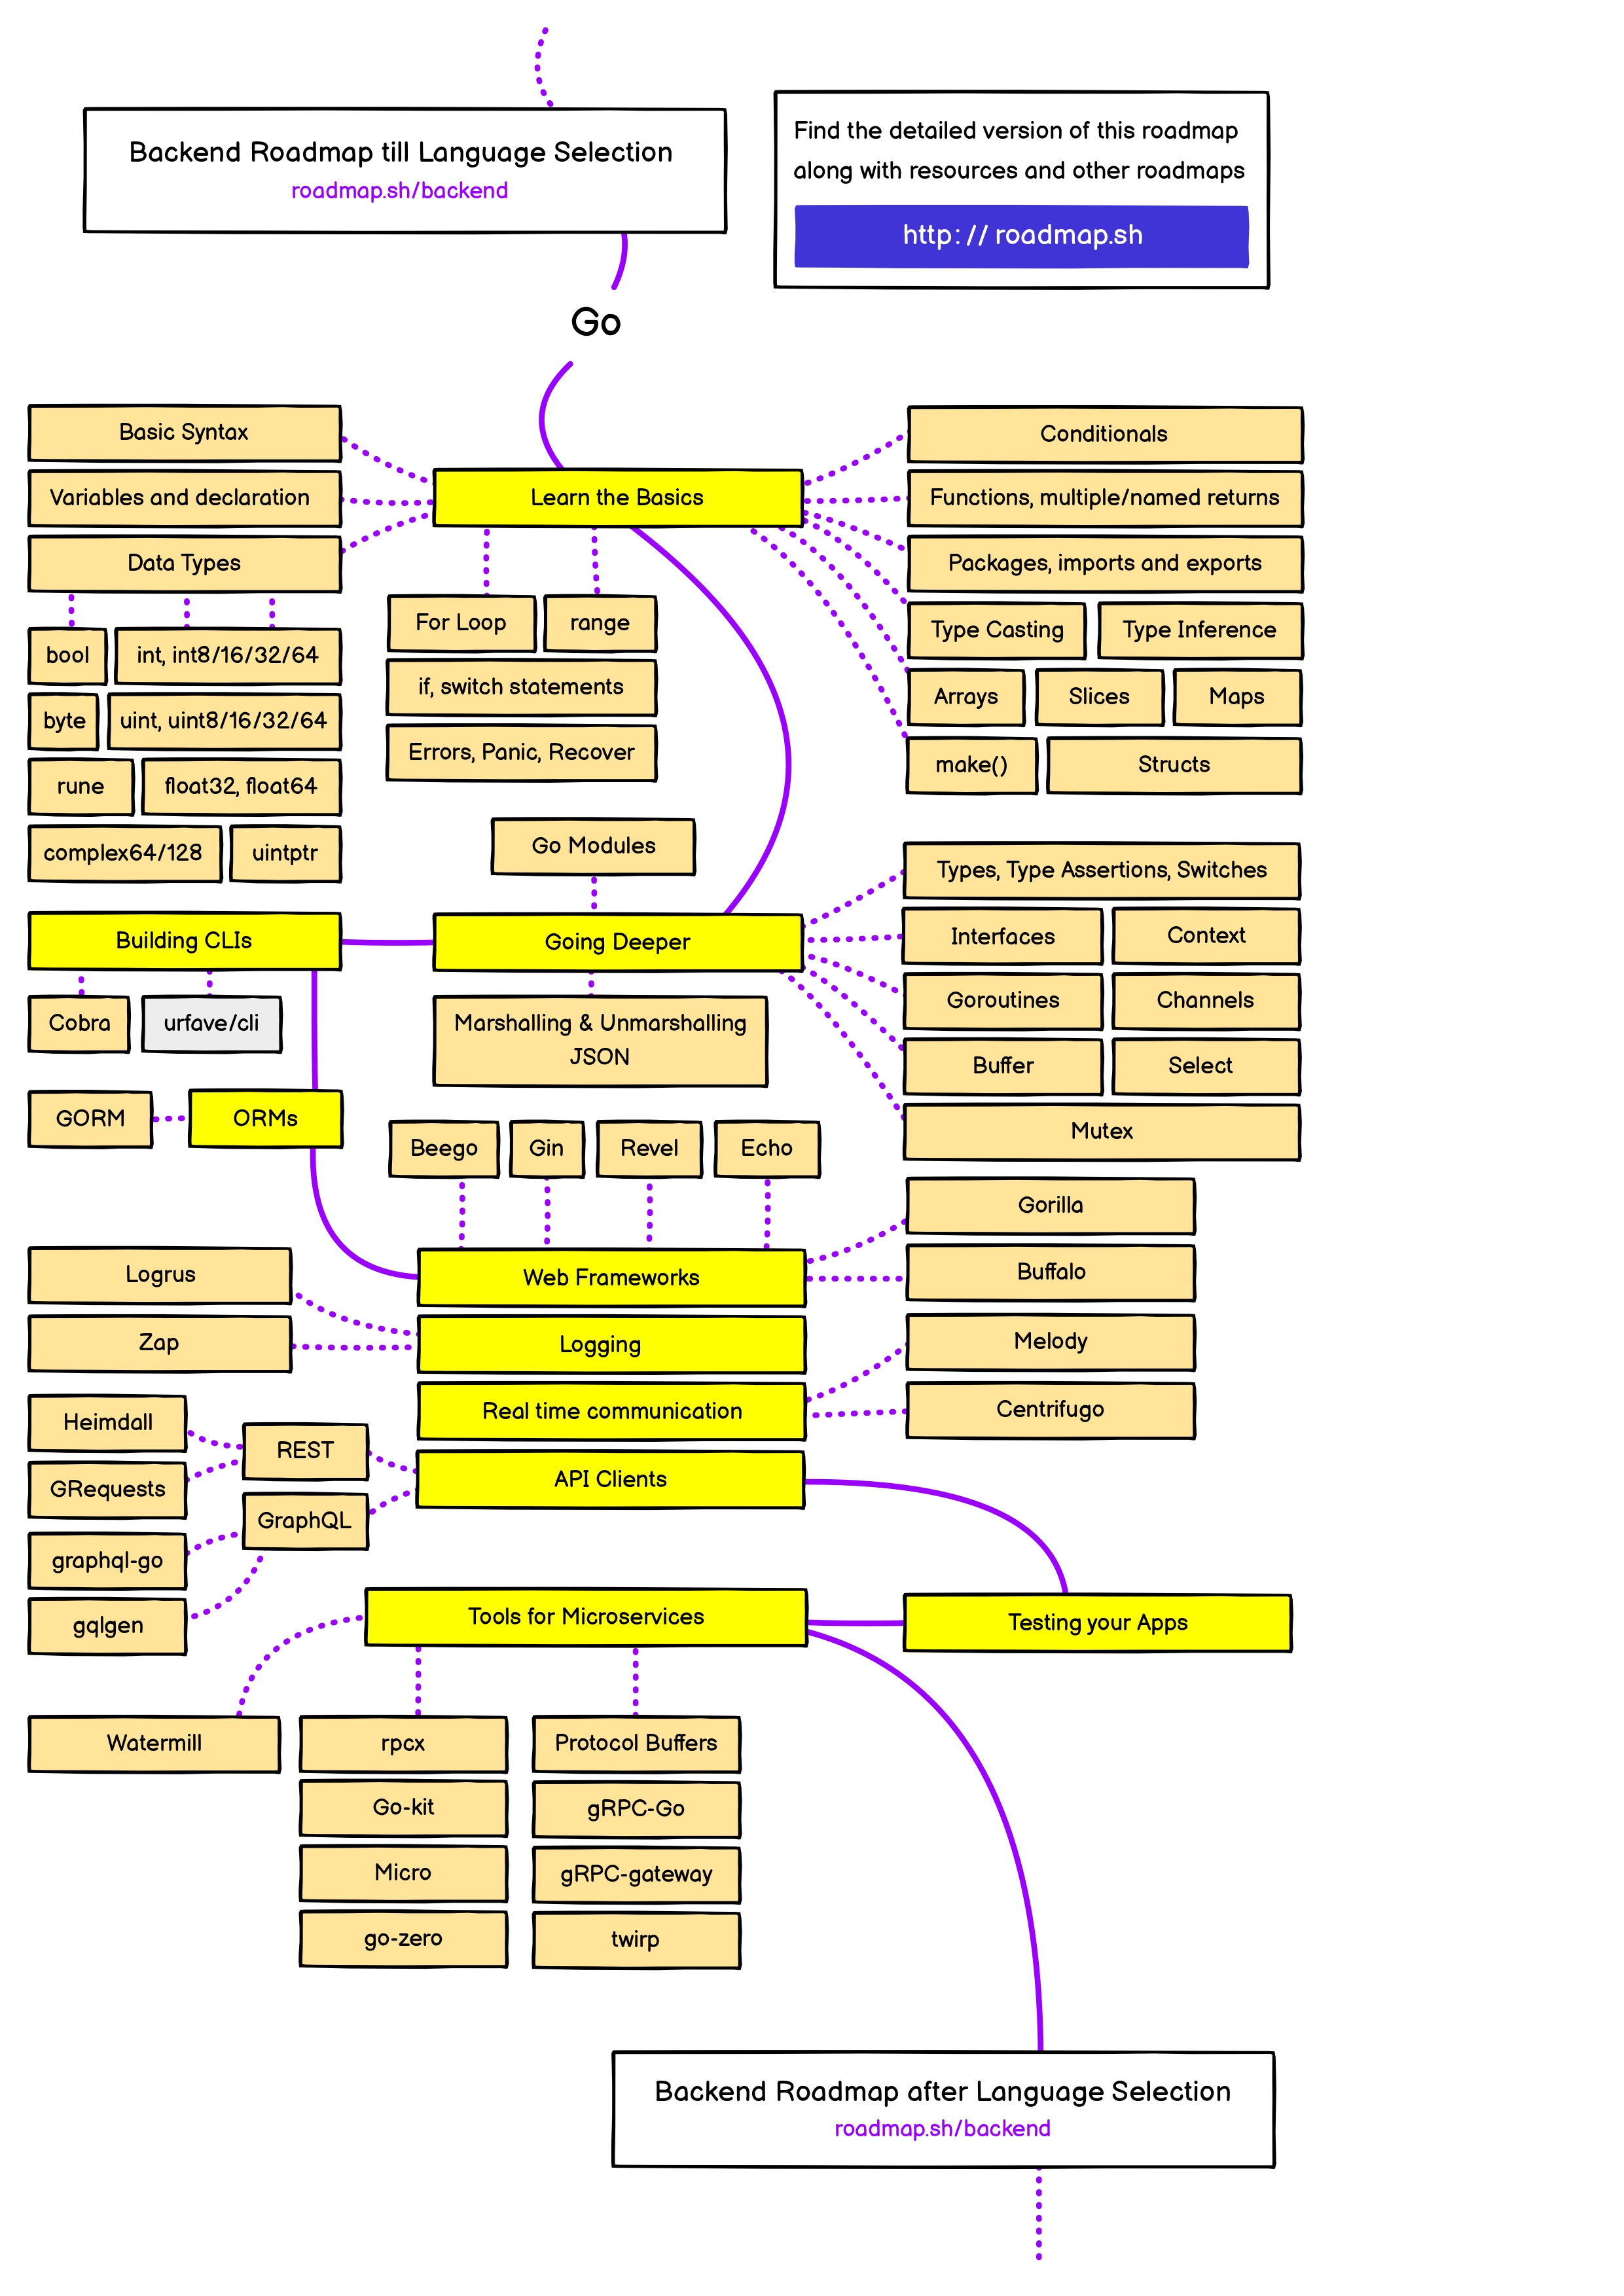 Backend Roadmap till Language Selection
roadmap.sh/backend
Find the detailed version of this roadmap
along with resources and other roadmaps
http: // roadmap.sh
Go
Basic Syntax
Variables and declaration
Data Types
bool
int, int8/16/32/64
byte
uint, uint8/16/32/64
rune
float32, float64
complex64/128
uintptr
Learn the Basics
For Loop
range
if, switch statements
Errors, Panic, Recover
Conditionals
Functions, multiple/named returns
Packages, imports and exports
Type Casting
Type Inference
Arrays
Slices
Maps
make()
Structs
Go Modules
Going Deeper
Marshalling & Unmarshalling
JSON
Types, Type Assertions, Switches
Interfaces
Context
Goroutines
Channels
Buffer
Select
Mutex
Building CLIs
Cobra
urfave/cli
GORM
ORMs
Beego
Gin
Revel
Echo
Web Frameworks
Gorilla
Buffalo
Logrus
Zap
Logging
Real time communication
Melody
Centrifugo
Heimdall
GRequests
REST
graphql-go
gqlgen
GraphQL
API Clients
Tools for Microservices
Testing your Apps
Watermill
rpcx
Go-kit
Micro
go-zero
Protocol Buffers
gRPC-Go
gRPC-gateway
twirp
Backend Roadmap after Language Selection
roadmap.sh/backend